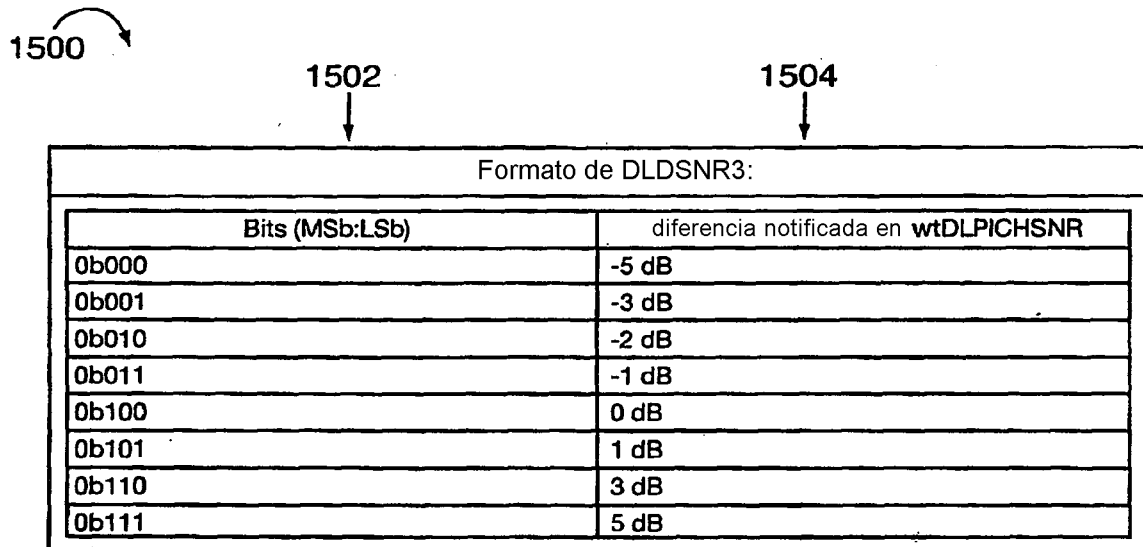 1500
1502 1504
Formato de DLDSNR3:
Bits (MSb:LSb) diferencia notificada en wtDLPICHSNR
0b000 -5 dB
0b001 -3 dB
0b010 -2 dB
0b011 -1 dB
0b100 0 dB
0b101 1 dB
0b110 3 dB
0b111 5 dB